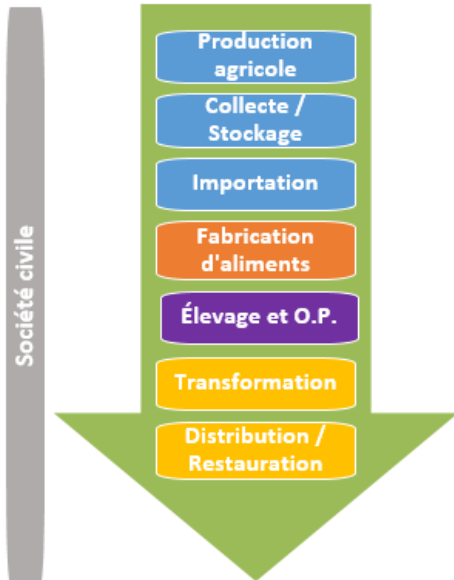 Société civile
Production
agricole
Collecte /
Stockage
Importation
Fabrication
d'aliments
Élevage et O.P.
Transformation
Distribution /
Restauration